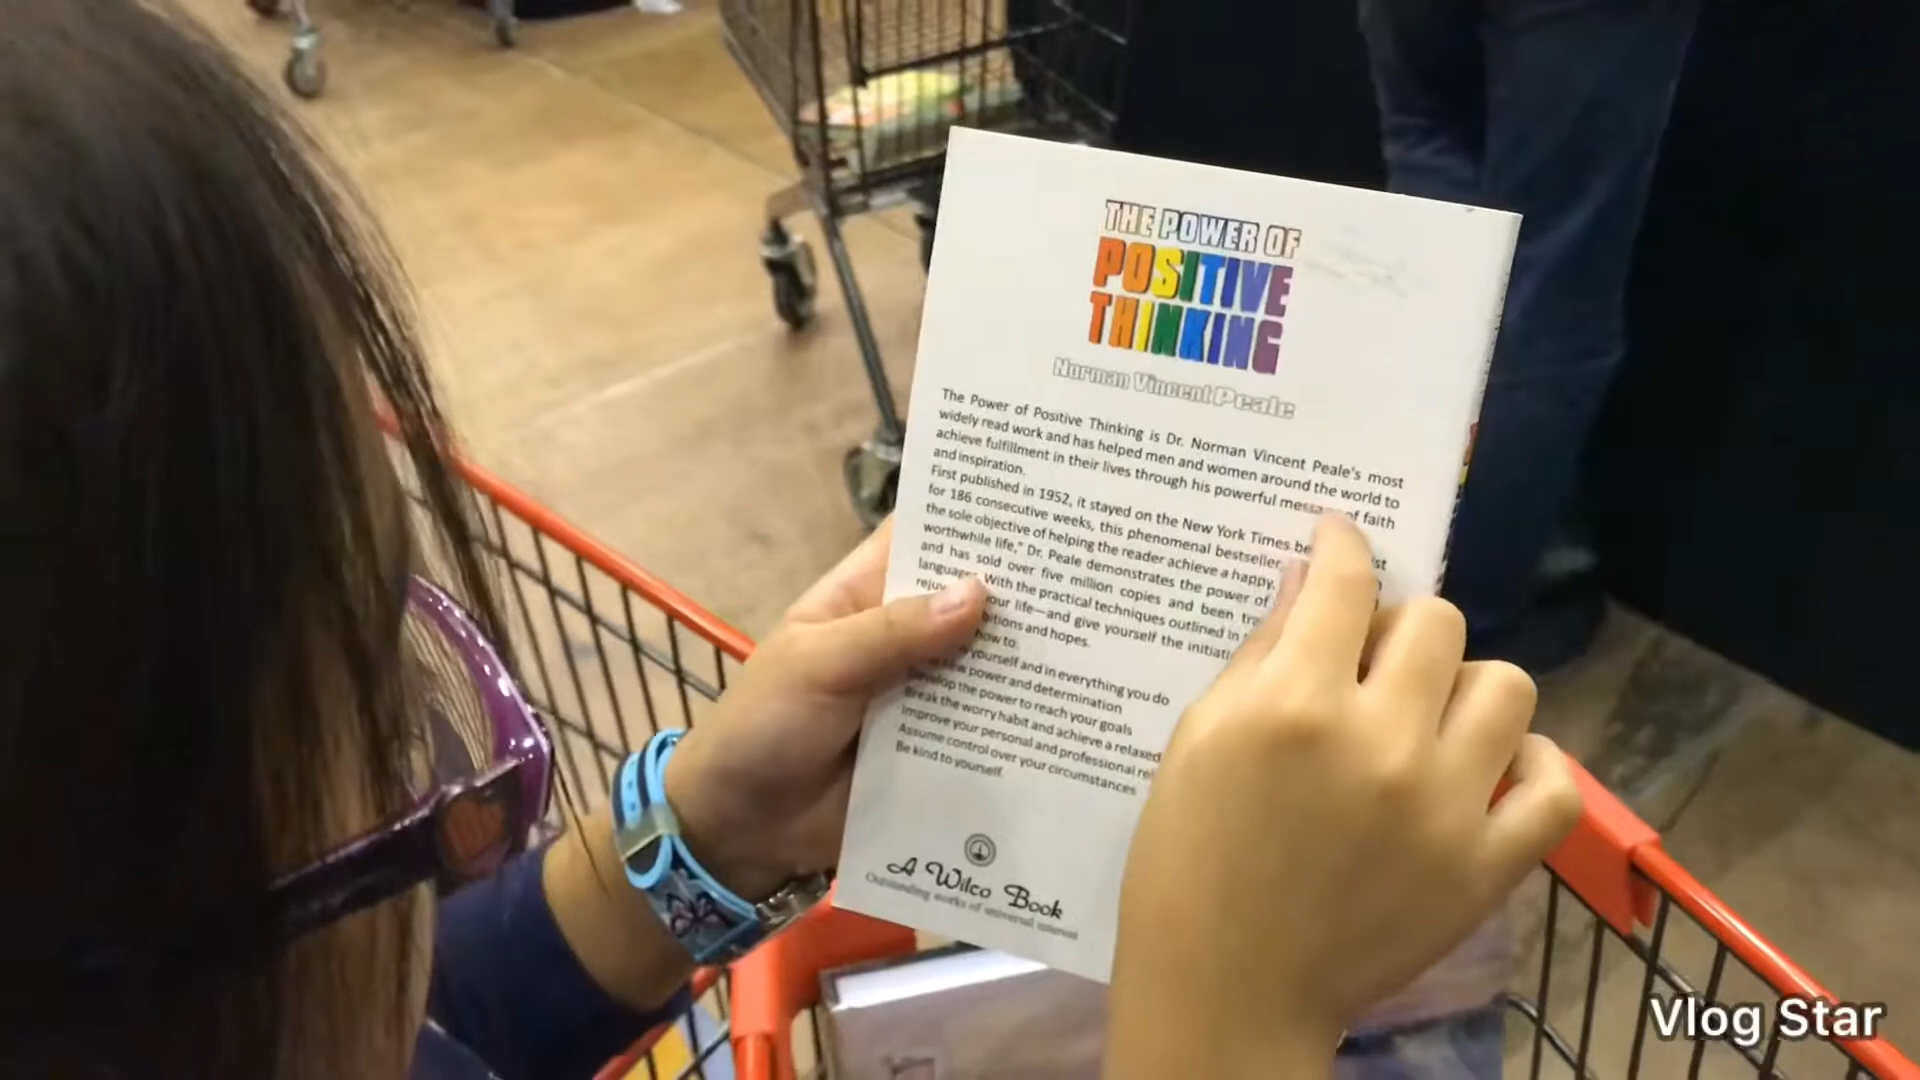 THE POWER OF
POSITIVE
THINKING
Norman Vincent Peale
The Power of Positive Thinking is Dr. Norman Vincent Peale's most
widely read work and has helped men and women around the world to
achieve fulfillment in their lives through his powerful message of faith
and inspiration.
First published in 1952, it stayed on the New York Times
for 186 consecutive weeks, this phenomenal bestseller.
the sole objective of helping the reader achieve a happy,
worthwhile life," Dr. Peale demonstrates the power of
and has sold over five million copies and been
With the practical techniques outlined in
your life—and give yourself the
and hopes.
how to:
yourself and in everything you do
new power and determination
Develop the power to reach your goals
Break the worry habit and achieve a relaxed
Improve your personal and professional
Assume control over your circumstances
Be kind to yourself.
A Wilco Book
Outstanding works of universal interest
Vlog Star